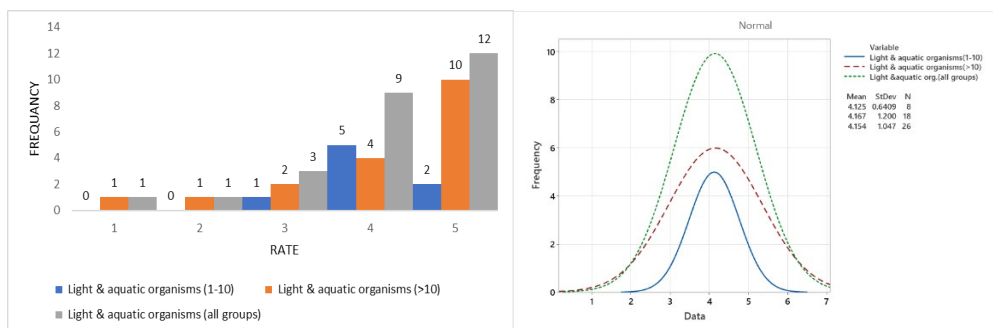 14
12
10
8
6
4
2
0
FREQUANCY
0 1 1
0 1 1
1 2 3
5 4 9
2 10 12
1 2 3 4 5
RATE
Light & aquatic organisms (1-10)
Light & aquatic organisms (>10)
Light & aquatic organisms (all groups)
Normal
10
8
6
4
2
0
Frequency
1 2 3 4 5 6 7
Data
Variable
Light & aquatic organisms(1-10)
Light & aquatic organisms(>10)
Light &aquatic org.(all groups)
Mean StDev N
4.125 0.6409 8
4.167 1.200 18
4.154 1.047 26